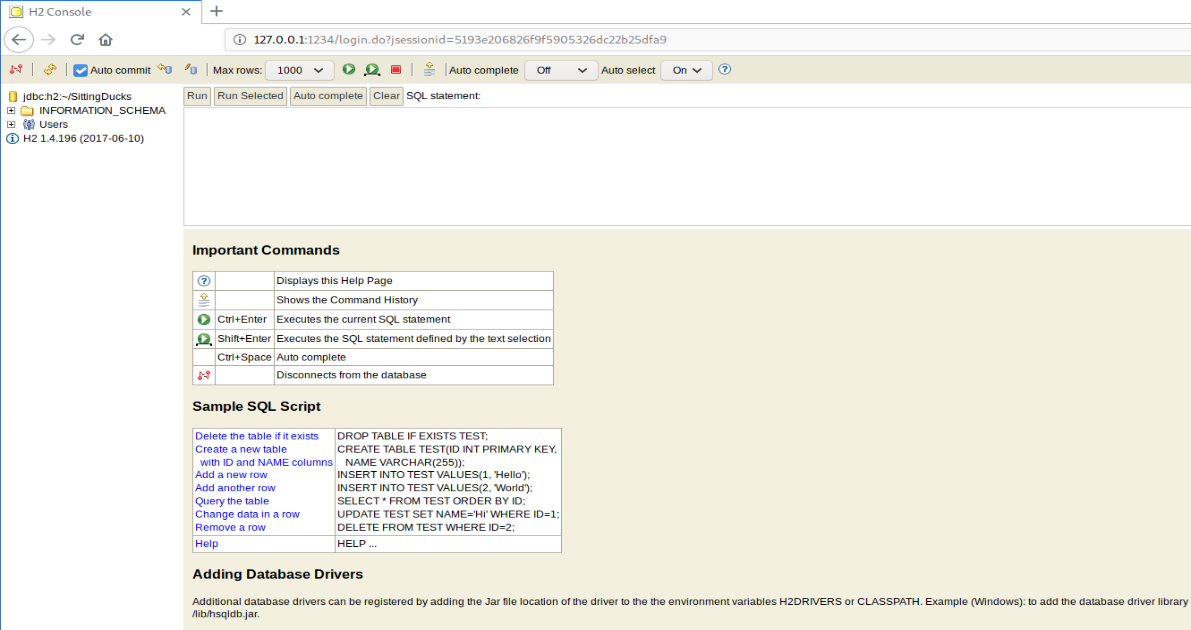 H2 Console
127.0.0.1:1234/login.do?jsessionid=5193e206826f9f5905326dc22b25dfa9
Auto commit Max rows: 1000 Auto complete Off Auto select On
jdbc:h2:~/SittingDucks
INFORMATION_SCHEMA
Users
H2 1.4.196 (2017-06-10)
Run Run Selected Auto complete Clear SQL statement:
Important Commands
Displays this Help Page
Shows the Command History
Ctrl+Enter Executes the current SQL statement
Shift+Enter Executes the SQL statement defined by the text selection
Ctrl+Space Auto complete
Disconnects from the database
Sample SQL Script
Delete the table if it exists DROP TABLE IF EXISTS TEST;
Create a new table CREATE TABLE TEST(ID INT PRIMARY KEY,
with ID and NAME columns NAME VARCHAR(255));
Add a new row INSERT INTO TEST VALUES(1, 'Hello');
Add another row INSERT INTO TEST VALUES(2, 'World');
Query the table SELECT * FROM TEST ORDER BY ID;
Change data in a row UPDATE TEST SET NAME='Hi' WHERE ID=1;
Remove a row DELETE FROM TEST WHERE ID=2;
Help HELP ...
Adding Database Drivers
Additional database drivers can be registered by adding the Jar file location of the driver to the the environment variables H2DRIVERS or CLASSPATH. Example (Windows): to add the database driver library
/lib/hsqldb.jar.